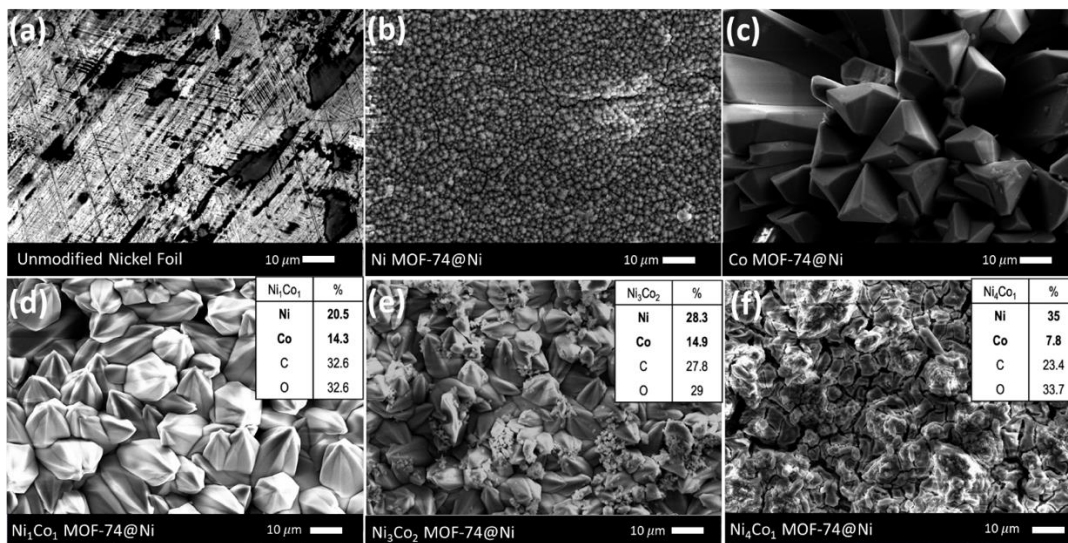 (a)
Unmodified Nickel Foil 10 μm
(b)
Ni MOF-74@Ni 10 μm
(c)
Co MOF-74@Ni 10 μm
(d)
Ni₁Co₁ %
Ni 20.5
Co 14.3
C 32.6
O 32.6
Ni₁Co₁ MOF-74@Ni 10 μm
(e)
Ni₃Co₂ %
Ni 28.3
Co 14.9
C 27.8
O 29
Ni₃Co₂ MOF-74@Ni 10 μm
(f)
Ni₄Co₁ %
Ni 35
Co 7.8
C 23.4
O 33.7
Ni₄Co₁ MOF-74@Ni 10 μm